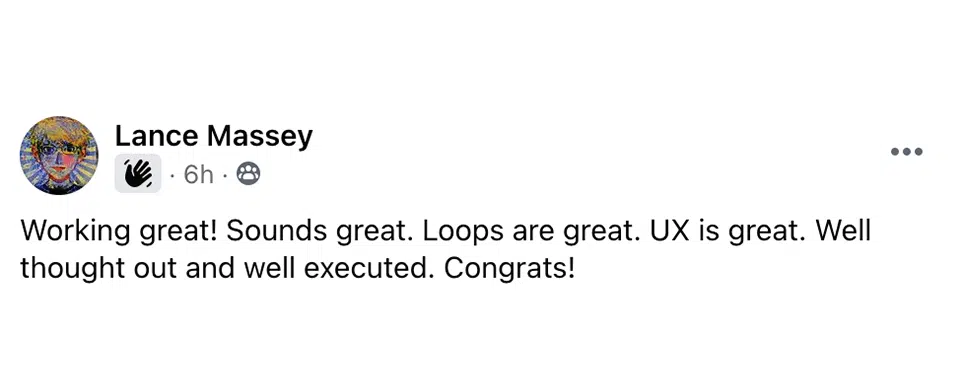 Lance Massey
· 6h ·
Working great! Sounds great. Loops are great. UX is great. Well
thought out and well executed. Congrats!